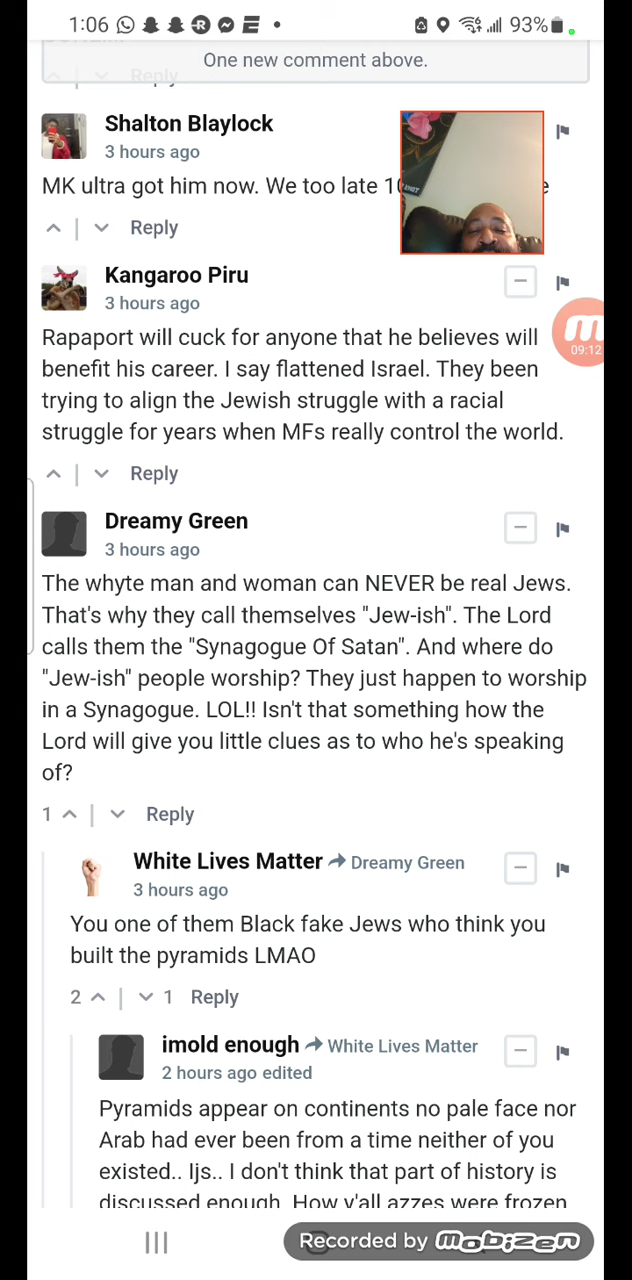 1:06 93%
One new comment above.
Reply
Shalton Blaylock
3 hours ago
MK ultra got him now. We too late
Reply
Kangaroo Piru
3 hours ago
09:12
Rapaport will cuck for anyone that he believes will
benefit his career. I say flattened Israel. They been
trying to align the Jewish struggle with a racial
struggle for years when MFs really control the world.
Reply
Dreamy Green
3 hours ago
The whyte man and woman can NEVER be real Jews.
That's why they call themselves "Jew-ish". The Lord
calls them the "Synagogue Of Satan". And where do
"Jew-ish" people worship? They just happen to worship
in a Synagogue. LOL!! Isn't that something how the
Lord will give you little clues as to who he's speaking
of?
1 Reply
White Lives Matter Dreamy Green
3 hours ago
You one of them Black fake Jews who think you
built the pyramids LMAO
2 1 Reply
imold enough White Lives Matter
2 hours ago edited
Pyramids appear on continents no pale face nor
Arab had ever been from a time neither of you
existed.. Ijs.. I don't think that part of history is
discussed enough. How y'all azzes were frozen
Recorded by mobizen